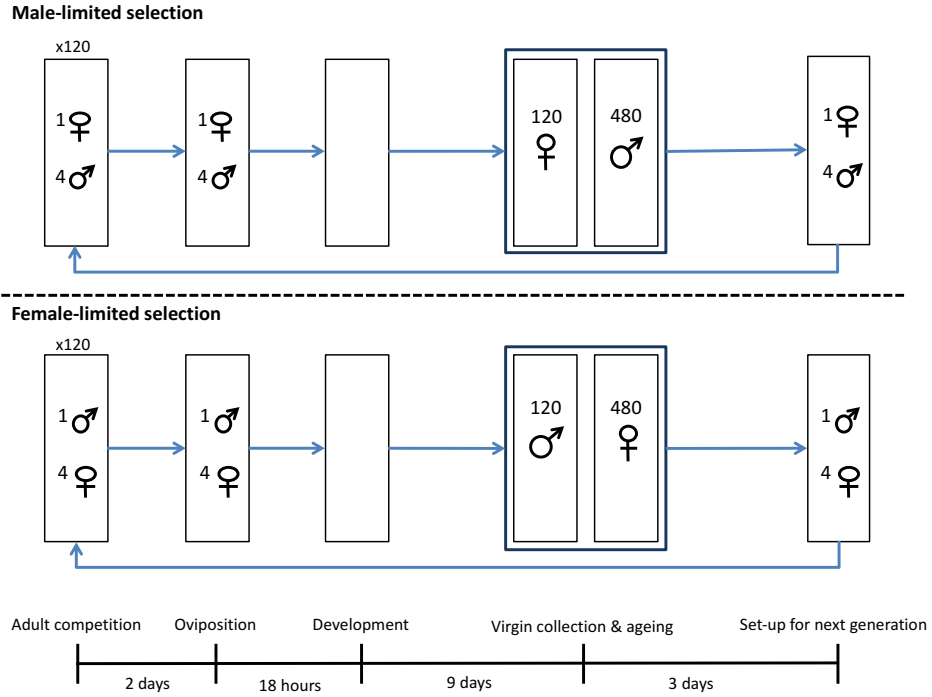 Male-limited selection
x120
1♀
4♂
1♀
4♂
120
♀
480
♂
1♀
4♂
Female-limited selection
x120
1♂
4♀
1♂
4♀
120
♂
480
♀
1♂
4♀
Adult competition
Oviposition
Development
Virgin collection & ageing
Set-up for next generation
2 days
18 hours
9 days
3 days